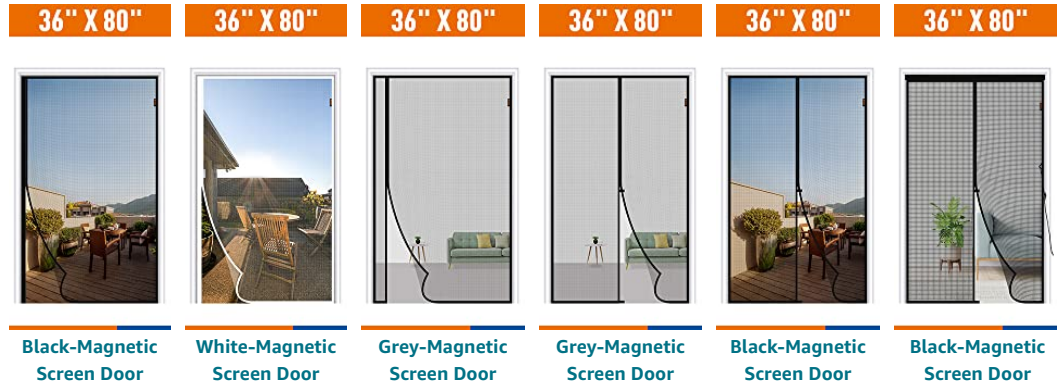 36" X 80"
36" X 80"
36" X 80"
36" X 80"
36" X 80"
36" X 80"
Black-Magnetic
Screen Door
White-Magnetic
Screen Door
Grey-Magnetic
Screen Door
Grey-Magnetic
Screen Door
Black-Magnetic
Screen Door
Black-Magnetic
Screen Door